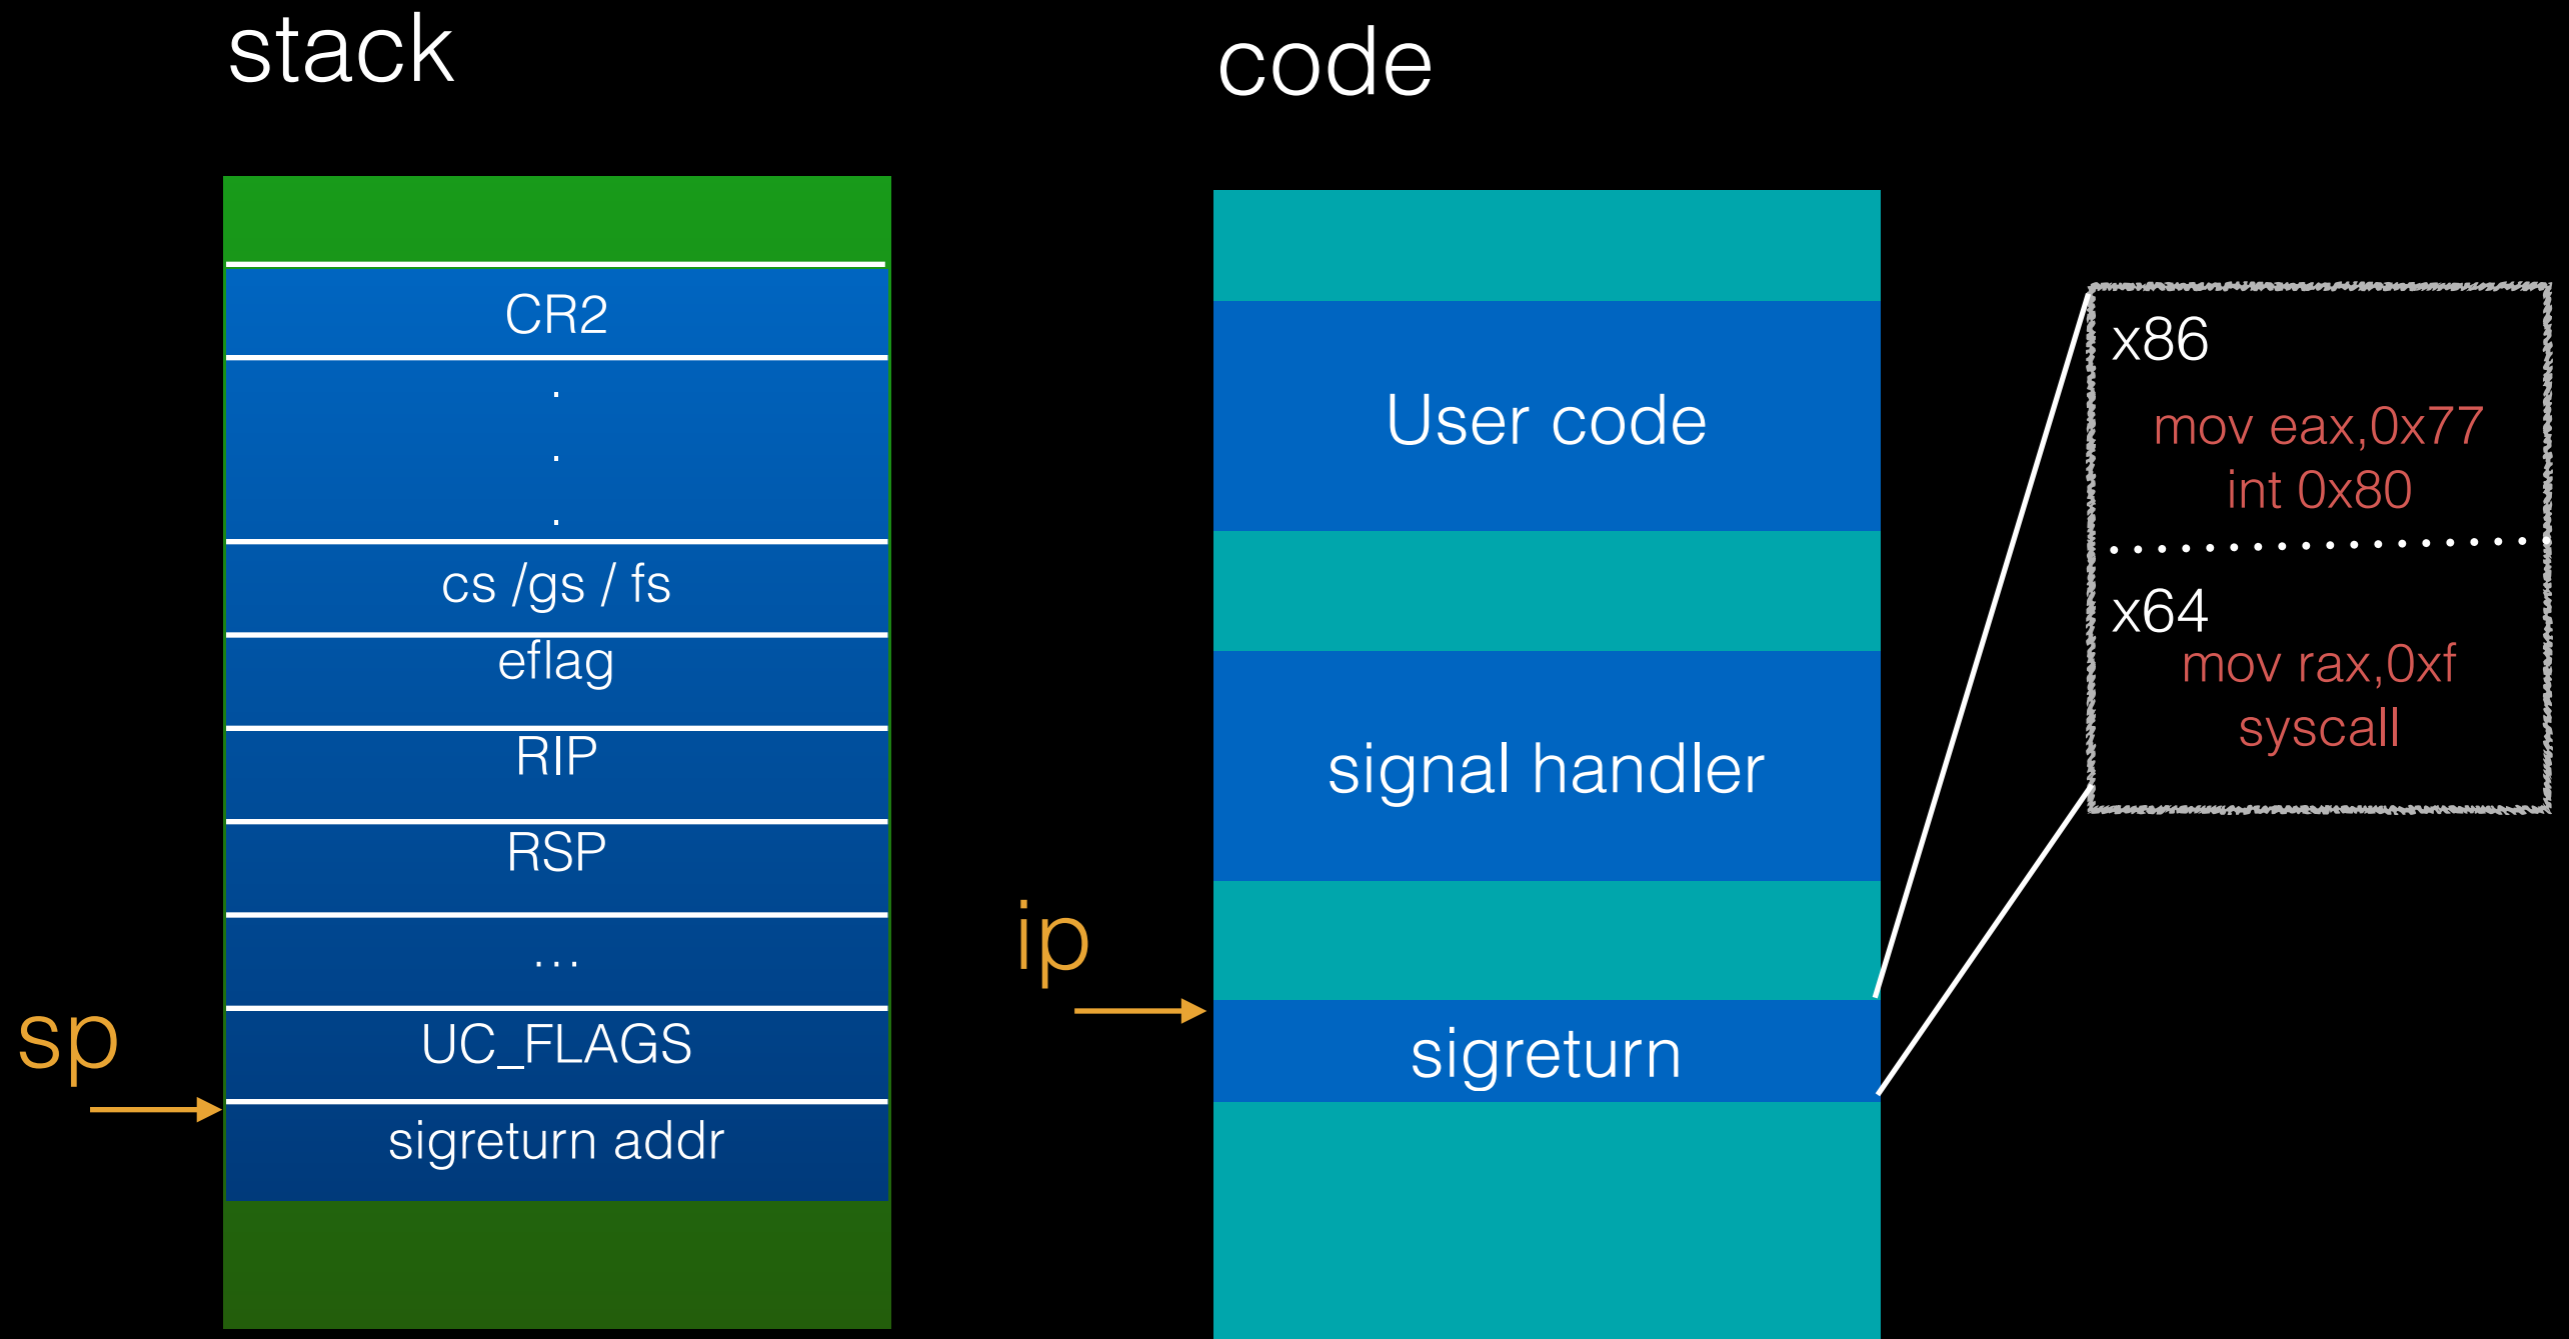 stack
CR2
.
.
.
cs /gs / fs
eflag
RIP
RSP
...
UC_FLAGS
sigreturn addr
sp
code
User code
signal handler
sigreturn
ip
x86
mov eax,0x77
int 0x80
x64
mov rax,0xf
syscall